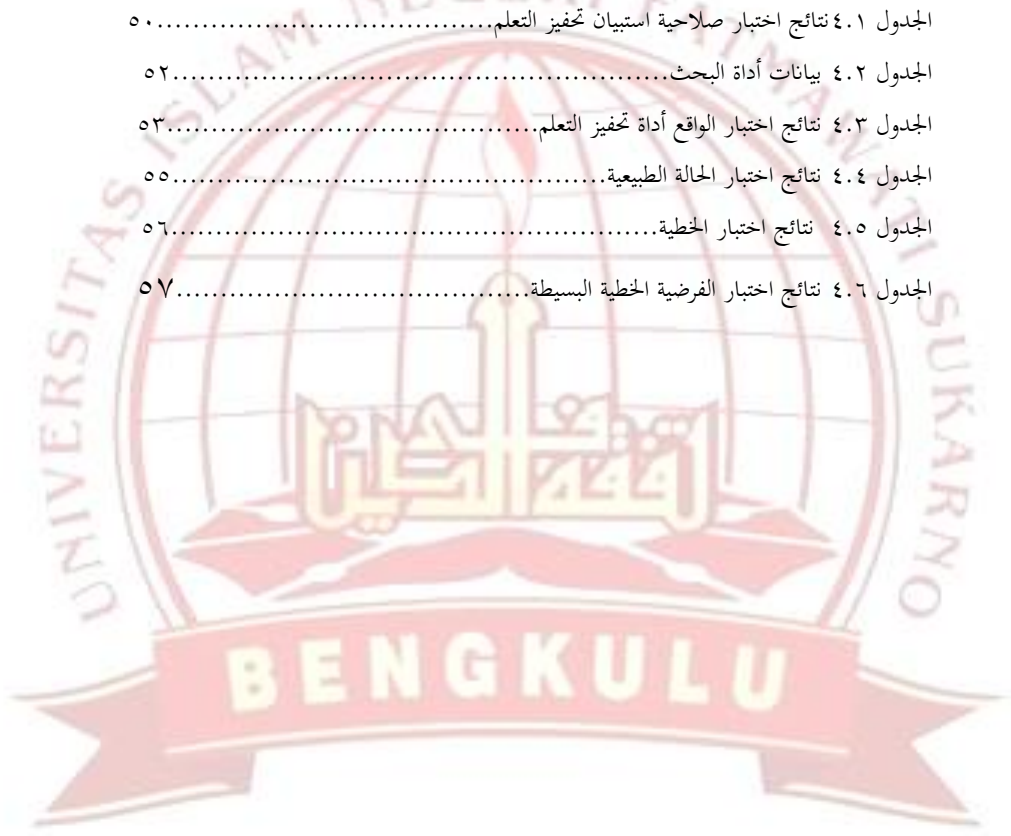 الجدول ٤.١ نتائج اختبار صلاحية استبيان تحفيز التعلم....................................٥٠
الجدول ٤.٢ بيانات أداة البحث......................................................٥٢
الجدول ٤.٣ نتائج اختبار الواقع أداة تحفيز التعلم.........................................٥٣
الجدول ٤.٤ نتائج اختبار الحالة الطبيعية................................................٥٥
الجدول ٤.٥ نتائج اختبار الخطية.....................................................٥٦
الجدول ٤.٦ نتائج اختبار الفرضية الخطية البسيطة......................................٥٧
UNIVERSITAS ISLAM SUKARNO
BENGKULU